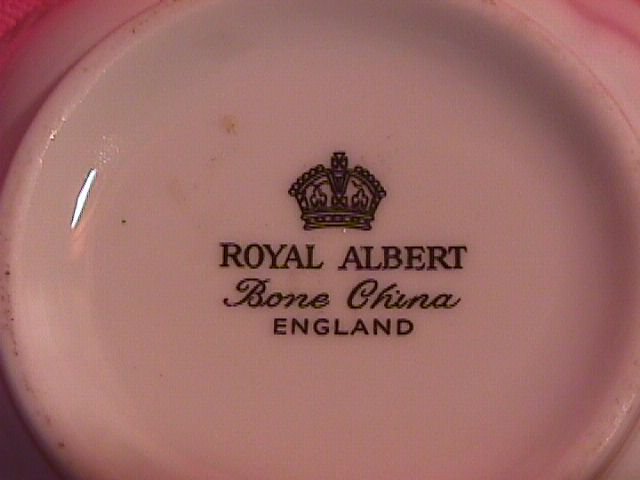 ROYAL ALBERT
Bone China
ENGLAND